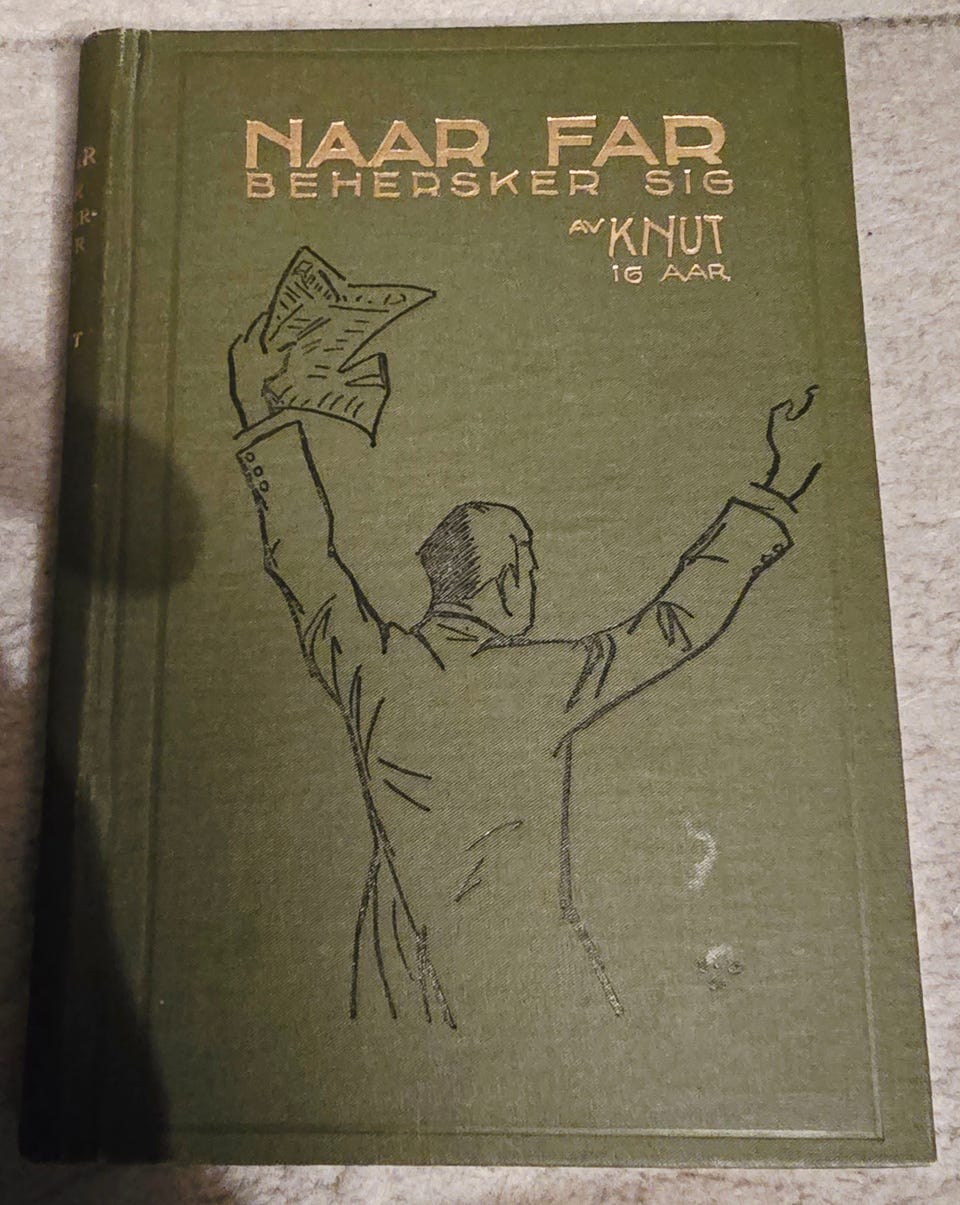 NAAR FAR
BEHERSKER SIG
AV KNUT
16 AAR